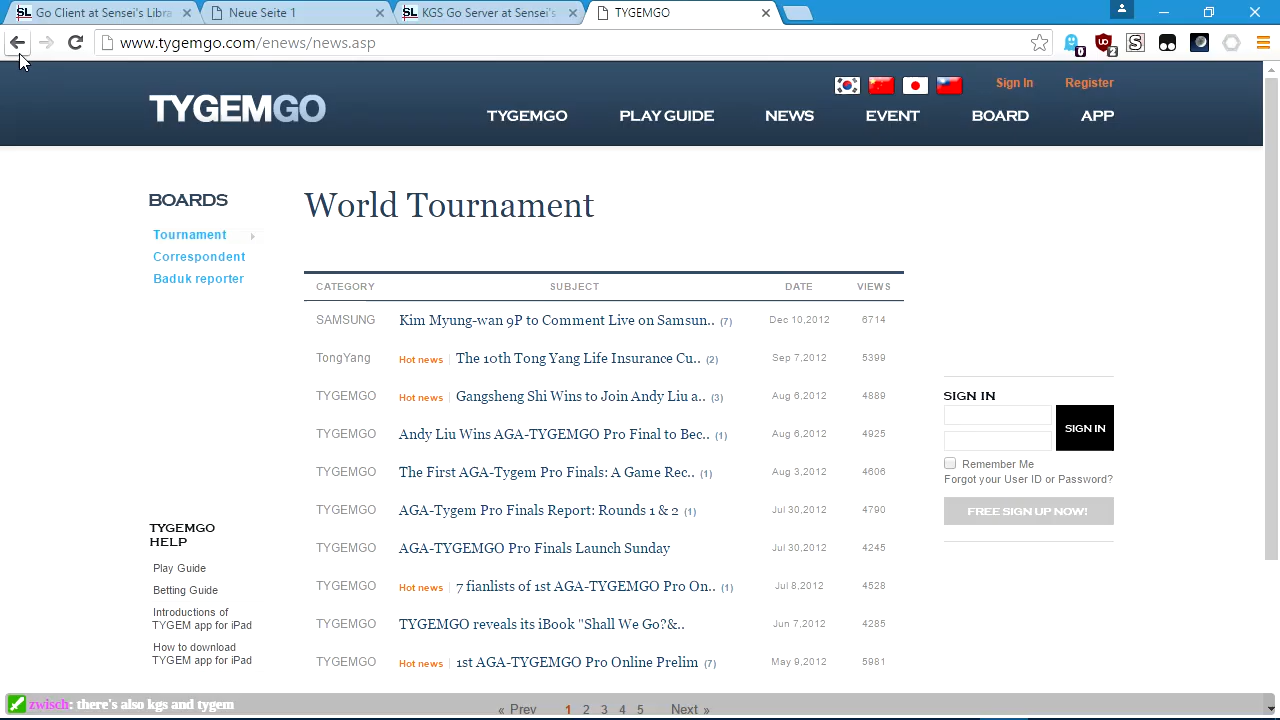 Go Client at Sensei's Libra
Neue Seite 1
KGS Go Server at Sensei's
TYGEMGO
www.tygemgo.com/enews/news.asp
0
2
Sign In
Register
TYGEMGO
TYGEMGO
PLAY GUIDE
NEWS
EVENT
BOARD
APP
BOARDS
Tournament
Correspondent
Baduk reporter
World Tournament
CATEGORY SUBJECT DATE VIEWS
SAMSUNG Kim Myung-wan 9P to Comment Live on Samsun.. (7) Dec 10,2012 6714
TongYang Hot news The 10th Tong Yang Life Insurance Cu.. (2) Sep 7,2012 5399
TYGEMGO Hot news Gangsheng Shi Wins to Join Andy Liu a.. (3) Aug 6,2012 4889
TYGEMGO Andy Liu Wins AGA-TYGEMGO Pro Final to Bec.. (1) Aug 6,2012 4925
TYGEMGO The First AGA-Tygem Pro Finals: A Game Rec.. (1) Aug 3,2012 4606
TYGEMGO AGA-Tygem Pro Finals Report: Rounds 1 & 2 (1) Jul 30,2012 4790
TYGEMGO AGA-TYGEMGO Pro Finals Launch Sunday Jul 30,2012 4245
TYGEMGO Hot news 7 fianlists of 1st AGA-TYGEMGO Pro On.. (1) Jul 8,2012 4528
TYGEMGO TYGEMGO reveals its iBook "Shall We Go?&.. Jun 7,2012 4285
TYGEMGO Hot news 1st AGA-TYGEMGO Pro Online Prelim (7) May 9,2012 5981
« Prev 1 2 3 4 5 Next »
SIGN IN
SIGN IN
Remember Me
Forgot your User ID or Password?
FREE SIGN UP NOW!
TYGEMGO
HELP
Play Guide
Betting Guide
Introductions of
TYGEM app for iPad
How to download
TYGEM app for iPad
zwisch: there's also kgs and tygem